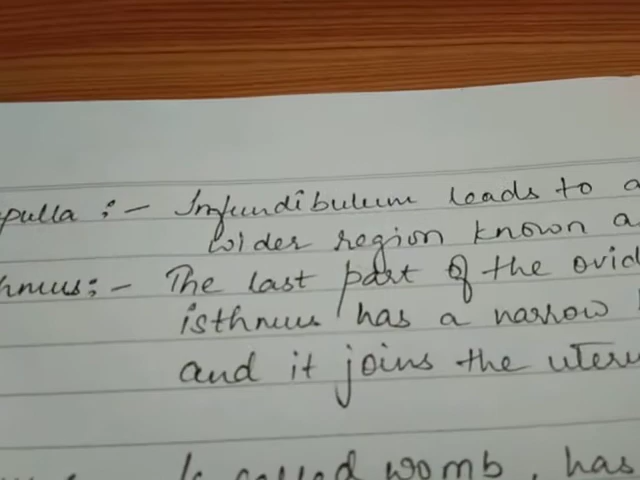 pulla :- Infundibulum leads to a
wider region known a
hmus:- The last part of the ovid
isthmus has a narrow
and it joins the uteru
called womb, has